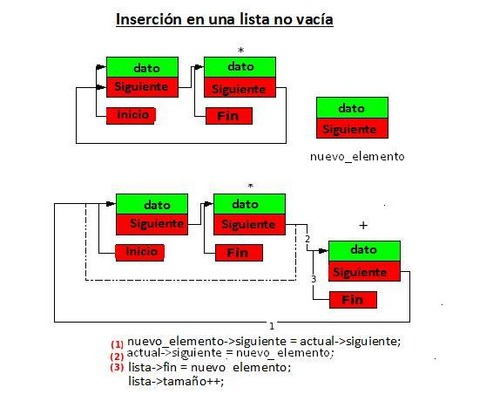 Inserción en una lista no vacía
*
dato dato
Siguiente Siguiente
Inicio Fin
dato
Siguiente
nuevo_elemento
*
dato dato
Siguiente Siguiente
Inicio Fin
+
2
dato
3
Siguiente
Fin
1
(1) nuevo_elemento->siguiente = actual->siguiente;
(2) actual->siguiente = nuevo_elemento;
(3) lista->fin = nuevo_elemento;
lista->tamaño++;